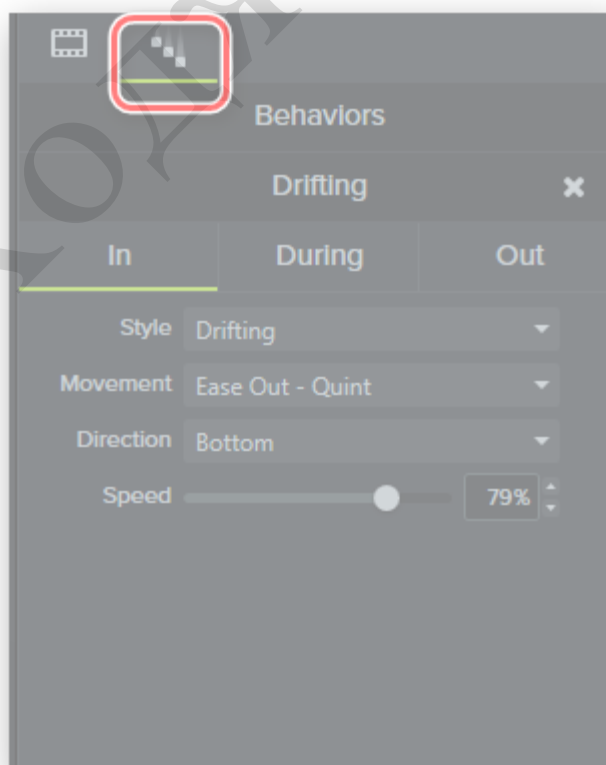 Behaviors
Drifting
In During Out
Style Drifting
Movement Ease Out - Quint
Direction Bottom
Speed 79%